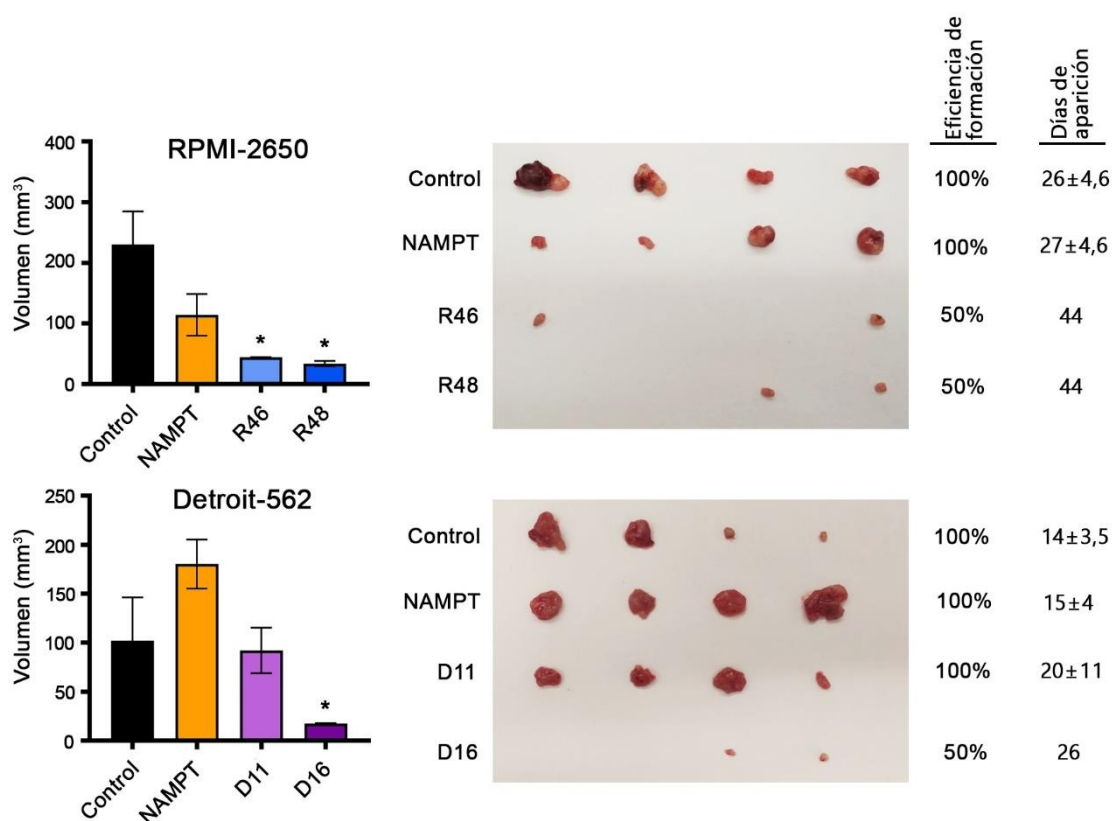 Eficiencia de
formación
Días de
aparición
RPMI-2650
Volumen (mm³)
400
300
200
100
0
Control
NAMPT
R46
R48
*
*
Control
100%
26±4,6
NAMPT
100%
27±4,6
R46
50%
44
R48
50%
44
Detroit-562
Volumen (mm³)
250
200
150
100
50
0
Control
NAMPT
D11
D16
*
Control
100%
14±3,5
NAMPT
100%
15±4
D11
100%
20±11
D16
50%
26